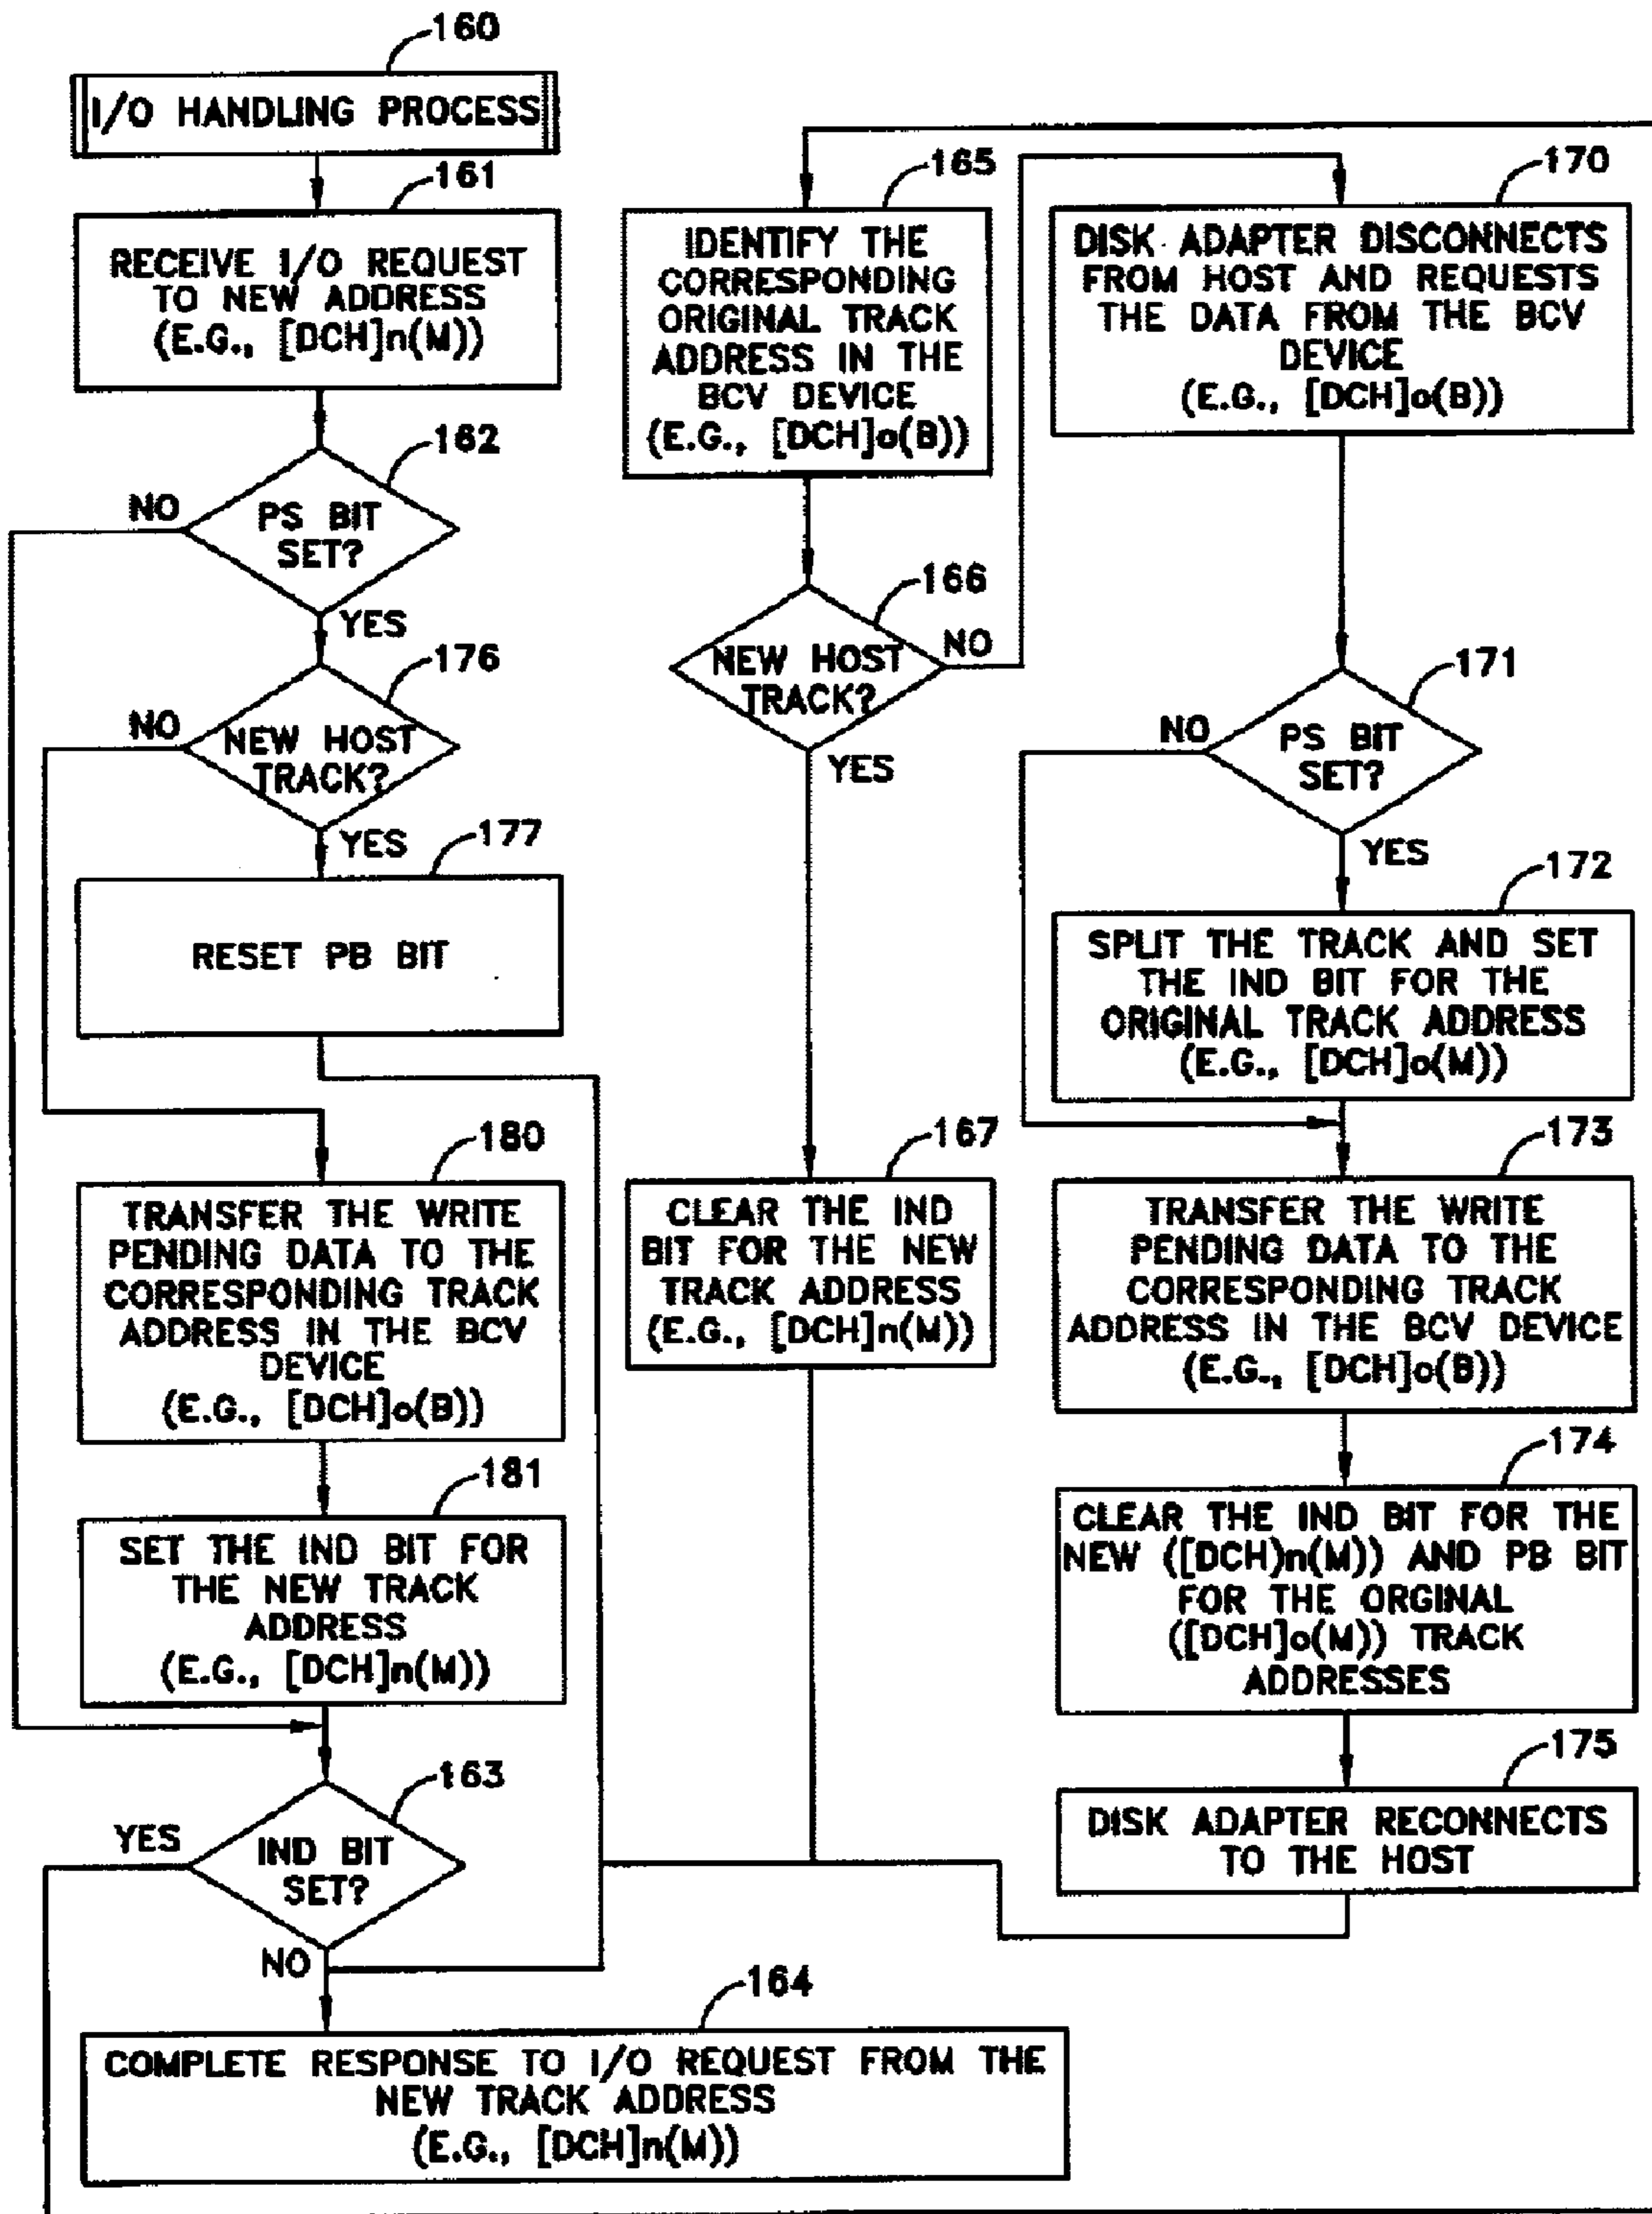 160
I/O HANDLING PROCESS
161
RECEIVE I/O REQUEST
TO NEW ADDRESS
(E.G., [DCH]n(M))
162
NO
PS BIT
SET?
YES
176
NO
NEW HOST
TRACK?
YES
177
RESET PB BIT
180
TRANSFER THE WRITE
PENDING DATA TO THE
CORRESPONDING TRACK
ADDRESS IN THE BCV
DEVICE
(E.G., [DCH]o(B))
181
SET THE IND BIT FOR
THE NEW TRACK
ADDRESS
(E.G., [DCH]n(M))
163
YES
IND BIT
SET?
NO
164
COMPLETE RESPONSE TO I/O REQUEST FROM THE
NEW TRACK ADDRESS
(E.G., [DCH]n(M))
165
IDENTIFY THE
CORRESPONDING
ORIGINAL TRACK
ADDRESS IN THE
BCV DEVICE
(E.G., [DCH]o(B))
166
NEW HOST
TRACK?
NO
YES
167
CLEAR THE IND
BIT FOR THE NEW
TRACK ADDRESS
(E.G., [DCH]n(M))
170
DISK ADAPTER DISCONNECTS
FROM HOST AND REQUESTS
THE DATA FROM THE BCV
DEVICE
(E.G., [DCH]o(B))
171
NO
PS BIT
SET?
YES
172
SPLIT THE TRACK AND SET
THE IND BIT FOR THE
ORIGINAL TRACK ADDRESS
(E.G., [DCH]o(M))
173
TRANSFER THE WRITE
PENDING DATA TO THE
CORRESPONDING TRACK
ADDRESS IN THE BCV DEVICE
(E.G., [DCH]o(B))
174
CLEAR THE IND BIT FOR THE
NEW ([DCH)n(M)) AND PB BIT
FOR THE ORGINAL
([DCH]o(M)) TRACK
ADDRESSES
175
DISK ADAPTER RECONNECTS
TO THE HOST